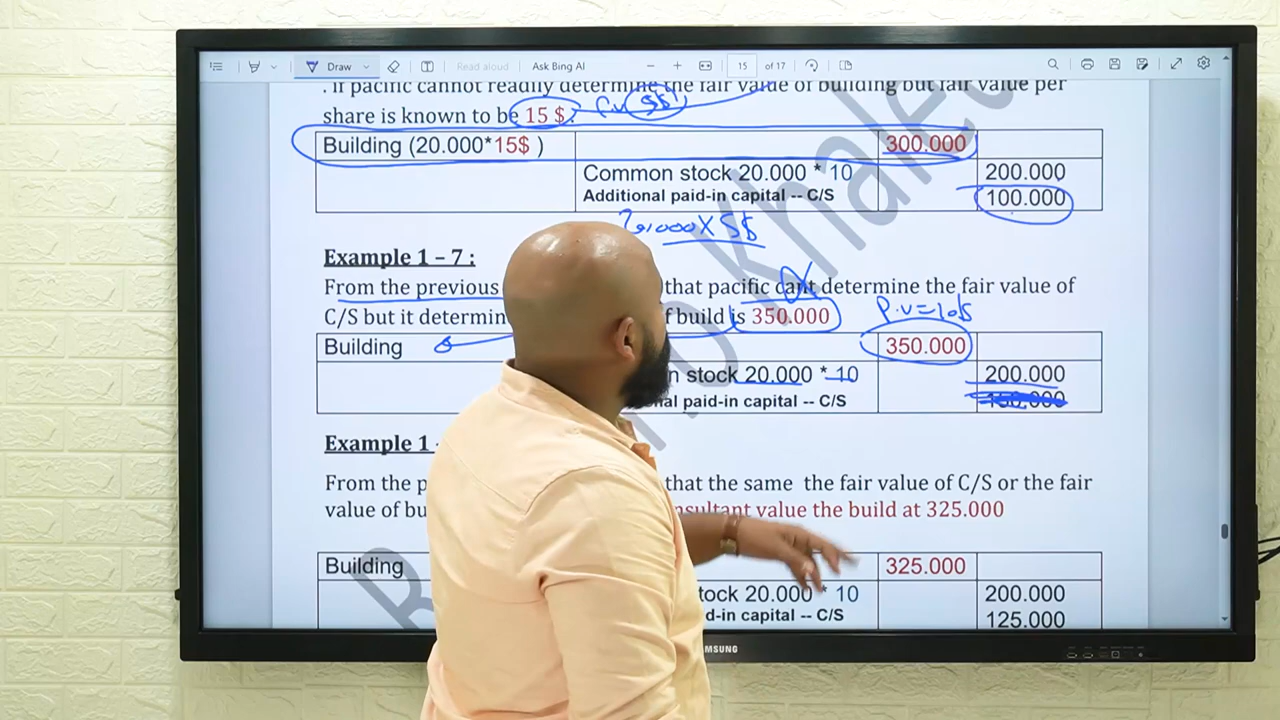 Draw
Read aloud
Ask Bing AI
15 of 17
. If pacific cannot readily determine the fair value of building but fair value per
share is known to be 15 $.
Building (20.000*15$ ) 300.000
Common stock 20.000 * 10 200.000
Additional paid-in capital -- C/S 100.000
Example 1 – 7 :
From the previous that pacific can't determine the fair value of
C/S but it determin f build is 350.000
P.v=10$
Building 350.000
n stock 20.000 * 10 200.000
nal paid-in capital -- C/S 150.000
Example 1
From the p that the same the fair value of C/S or the fair
value of bu nsultant value the build at 325.000
Building 325.000
tock 20.000 * 10 200.000
d-in capital -- C/S 125.000
MSUNG